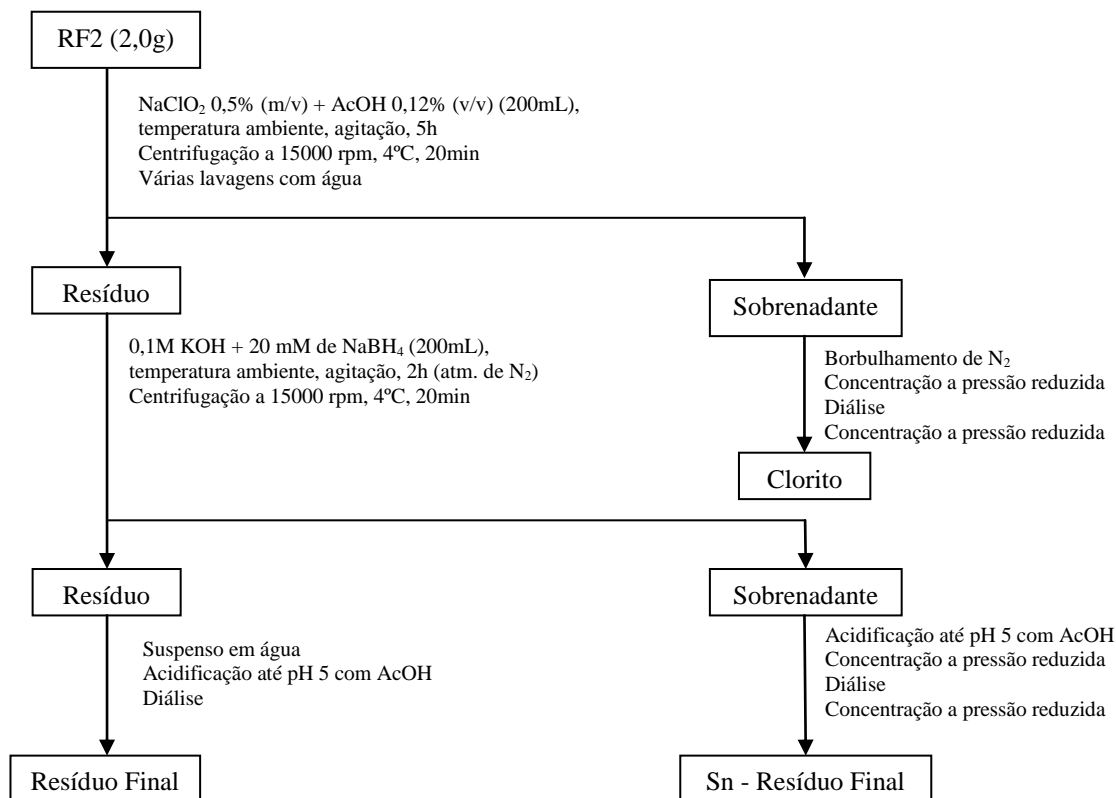 RF2 (2,0g)
NaClO₂ 0,5% (m/v) + AcOH 0,12% (v/v) (200mL),
temperatura ambiente, agitação, 5h
Centrifugação a 15000 rpm, 4ºC, 20min
Várias lavagens com água
Resíduo
Sobrenadante
0,1M KOH + 20 mM de NaBH₄ (200mL),
temperatura ambiente, agitação, 2h (atm. de N₂)
Centrifugação a 15000 rpm, 4ºC, 20min
Borbulhamento de N₂
Concentração a pressão reduzida
Diálise
Concentração a pressão reduzida
Clorito
Resíduo
Sobrenadante
Suspenso em água
Acidificação até pH 5 com AcOH
Diálise
Acidificação até pH 5 com AcOH
Concentração a pressão reduzida
Diálise
Concentração a pressão reduzida
Resíduo Final
Sn - Resíduo Final